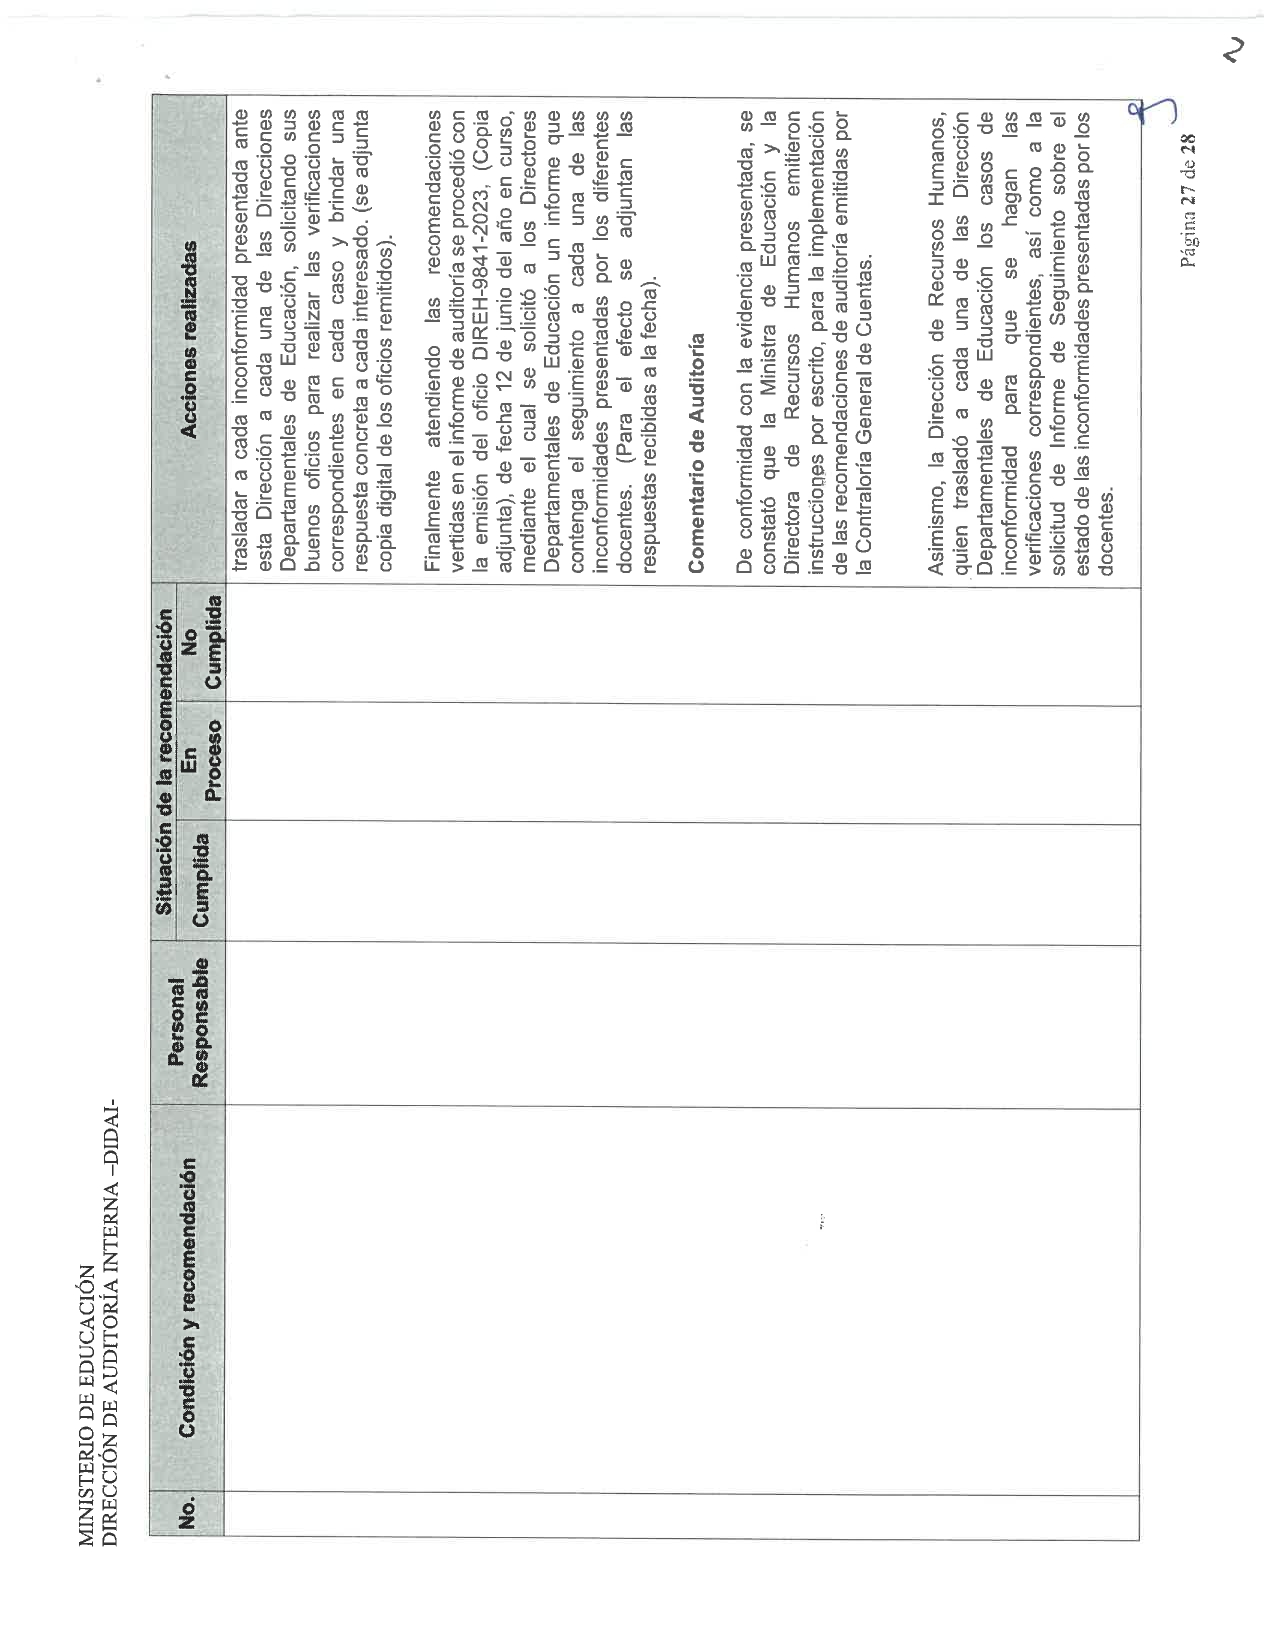 MINISTERIO DE EDUCACIÓN
DIRECCIÓN DE AUDITORÍA INTERNA –DIDAI-
No.
Condición y recomendación
Personal
Responsable
Situación de la recomendación
Cumplida
En
Proceso
No
Cumplida
Acciones realizadas
trasladar a cada inconformidad presentada ante
esta Dirección a cada una de las Direcciones
Departamentales de Educación, solicitando sus
buenos oficios para realizar las verificaciones
correspondientes en cada caso y brindar una
respuesta concreta a cada interesado. (se adjunta
copia digital de los oficios remitidos).
Finalmente atendiendo las recomendaciones
vertidas en el informe de auditoría se procedió con
la emisión del oficio DIREH-9841-2023, (Copia
adjunta), de fecha 12 de junio del año en curso,
mediante el cual se solicitó a los Directores
Departamentales de Educación un informe que
contenga el seguimiento a cada una de las
inconformidades presentadas por los diferentes
docentes. (Para el efecto se adjuntan las
respuestas recibidas a la fecha).
Comentario de Auditoría
De conformidad con la evidencia presentada, se
constató que la Ministra de Educación y la
Directora de Recursos Humanos emitieron
instrucciones por escrito, para la implementación
de las recomendaciones de auditoría emitidas por
la Contraloría General de Cuentas.
Asimismo, la Dirección de Recursos Humanos,
quien trasladó a cada una de las Dirección
Departamentales de Educación los casos de
inconformidad para que se hagan las
verificaciones correspondientes, así como a la
solicitud de Informe de Seguimiento sobre el
estado de las inconformidades presentadas por los
docentes.
Página 27 de 28
2